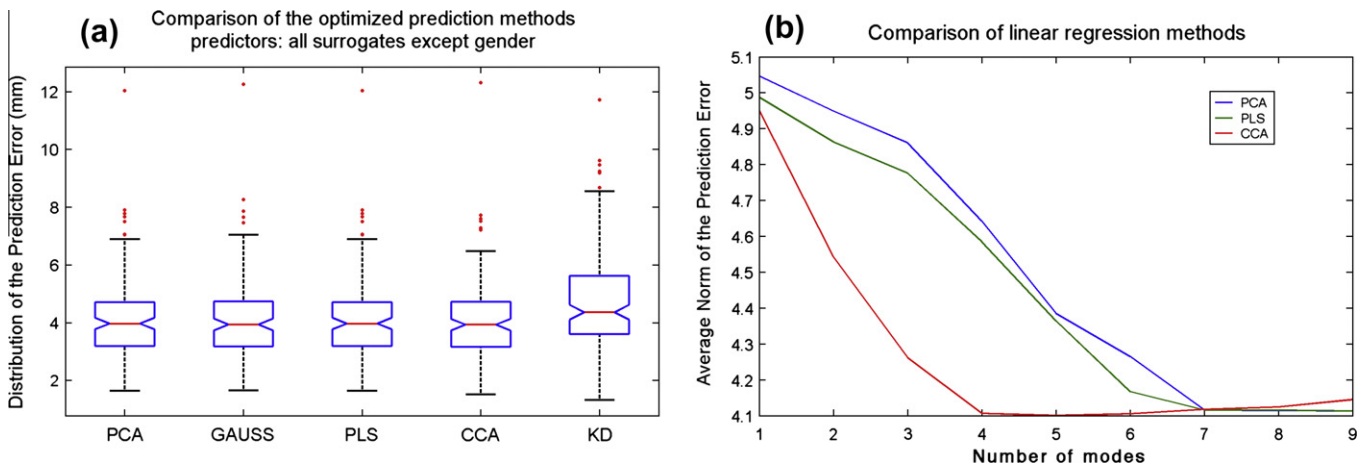 (a)
Comparison of the optimized prediction methods
predictors: all surrogates except gender
Distribution of the Prediction Error (mm)
12
10
8
6
4
2
PCA GAUSS PLS CCA KD
(b)
Comparison of linear regression methods
Average Norm of the Prediction Error
5.1
5
4.9
4.8
4.7
4.6
4.5
4.4
4.3
4.2
4.1
PCA
PLS
CCA
1 2 3 4 5 6 7 8 9
Number of modes